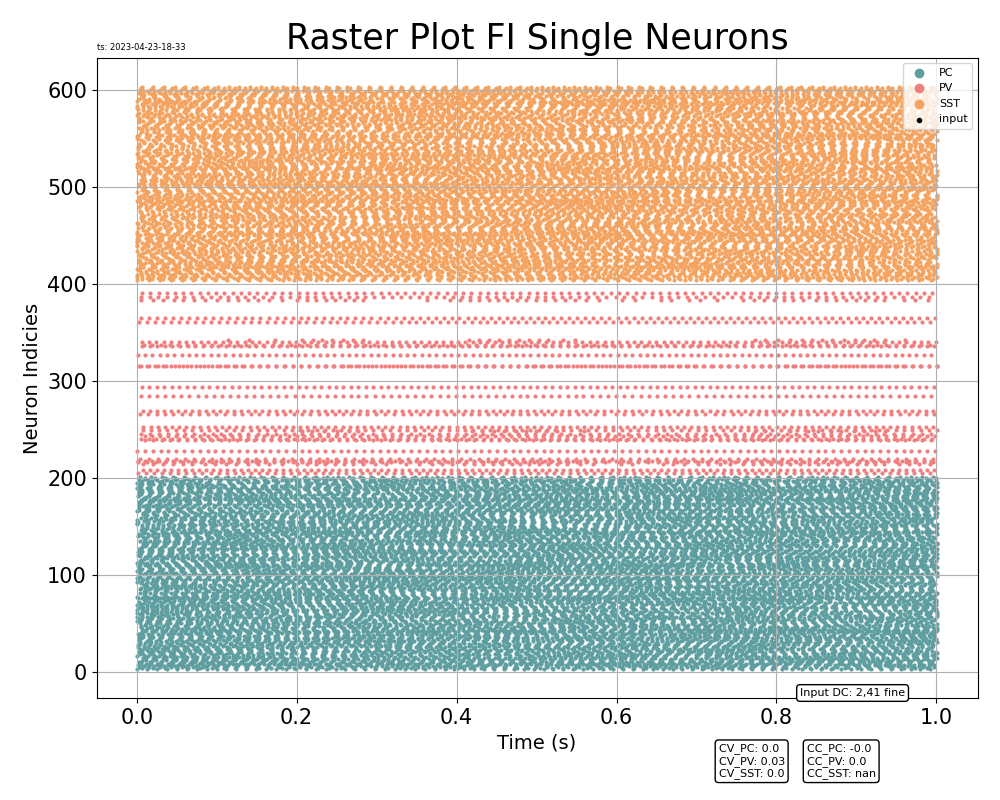 Raster Plot FI Single Neurons
ts: 2023-04-23-18-33
PC
PV
SST
input
600
500
400
300
200
100
0
Neuron Indicies
0.0 0.2 0.4 0.6 0.8 1.0
Time (s)
Input DC: 2,41 fine
CV_PC: 0.0
CV_PV: 0.03
CV_SST: 0.0
CC_PC: -0.0
CC_PV: 0.0
CC_SST: nan